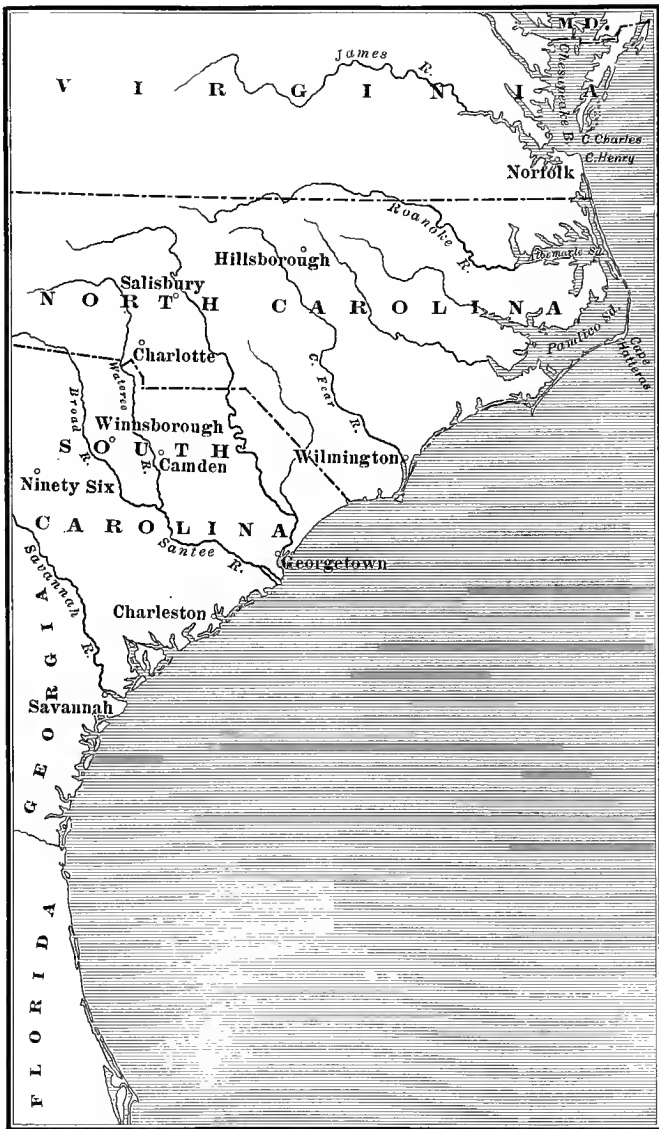 M D.
Chesapeake B.
James R.
V I R G I N I A
C. Charles
C. Henry
Norfolk
Roanoke R.
Albemarle Sd.
Hillsborough
Salisbury
N O R T H C A R O L I N A
Pamlico Sd.
Cape Hatteras
Charlotte
C. Fear R.
Wateree R.
Broad R.
Winnsborough
S O U T H
Camden
Wilmington
Ninety Six
C A R O L I N A
Santee R.
Georgetown
Savannah R.
Charleston
Savannah
G E O R G I A
F L O R I D A